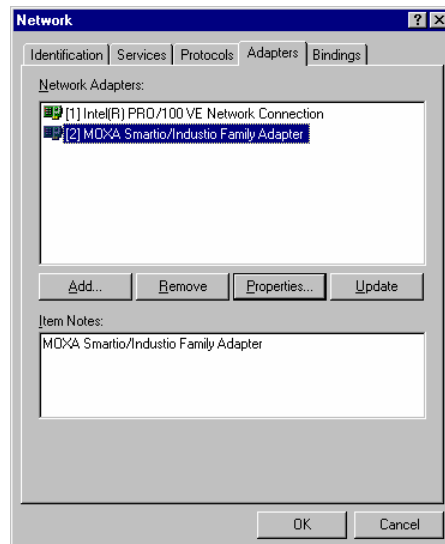 Network
Identification Services Protocols Adapters Bindings
Network Adapters:
[1] Intel(R) PRO/100 VE Network Connection
[2] MOXA Smartio/Industio Family Adapter
Add... Remove Properties... Update
Item Notes:
MOXA Smartio/Industio Family Adapter
OK Cancel